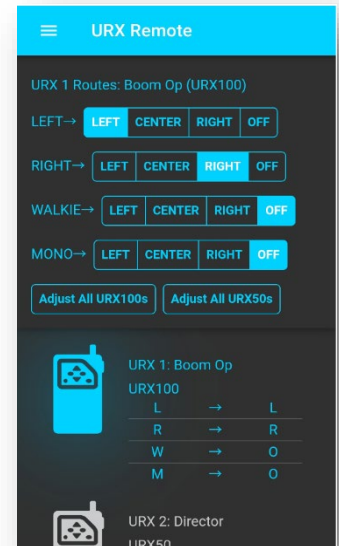 URX Remote
URX 1 Routes: Boom Op (URX100)
LEFT→ LEFT CENTER RIGHT OFF
RIGHT→ LEFT CENTER RIGHT OFF
WALKIE→ LEFT CENTER RIGHT OFF
MONO→ LEFT CENTER RIGHT OFF
Adjust All URX100s Adjust All URX50s
URX 1: Boom Op
URX100
L → L
R → R
W → O
M → O
URX 2: Director
URX50